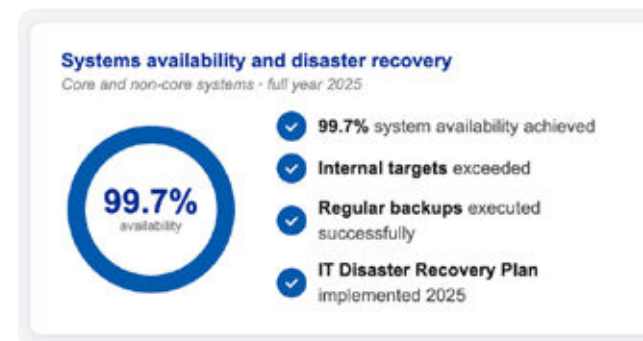 Systems availability and disaster recovery
Core and non-core systems · full year 2025
99.7%
availability
99.7% system availability achieved
Internal targets exceeded
Regular backups executed
successfully
IT Disaster Recovery Plan
implemented 2025